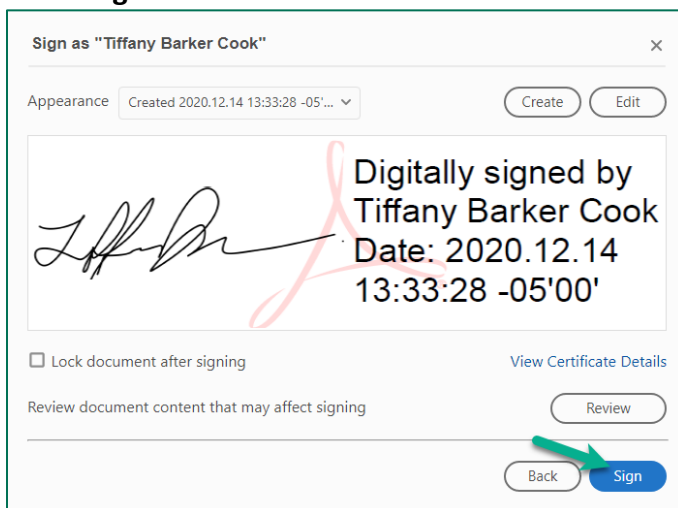 Sign as "Tiffany Barker Cook"
Appearance Created 2020.12.14 13:33:28 -05'... Create Edit
Digitally signed by
Tiffany Barker Cook
Date: 2020.12.14
13:33:28 -05'00'
Lock document after signing View Certificate Details
Review document content that may affect signing Review
Back Sign